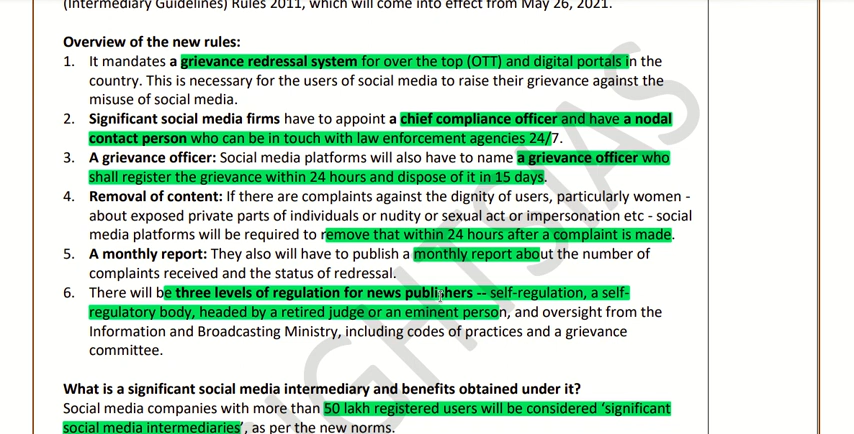 (Intermediary Guidelines) Rules 2011, which will come into effect from May 26, 2021.
Overview of the new rules:
1. It mandates a grievance redressal system for over the top (OTT) and digital portals in the
country. This is necessary for the users of social media to raise their grievance against the
misuse of social media.
2. Significant social media firms have to appoint a chief compliance officer and have a nodal
contact person who can be in touch with law enforcement agencies 24/7.
3. A grievance officer: Social media platforms will also have to name a grievance officer who
shall register the grievance within 24 hours and dispose of it in 15 days.
4. Removal of content: If there are complaints against the dignity of users, particularly women -
about exposed private parts of individuals or nudity or sexual act or impersonation etc - social
media platforms will be required to remove that within 24 hours after a complaint is made.
5. A monthly report: They also will have to publish a monthly report about the number of
complaints received and the status of redressal.
6. There will be three levels of regulation for news publishers -- self-regulation, a self-
regulatory body, headed by a retired judge or an eminent person, and oversight from the
Information and Broadcasting Ministry, including codes of practices and a grievance
committee.
What is a significant social media intermediary and benefits obtained under it?
Social media companies with more than 50 lakh registered users will be considered 'significant
social media intermediaries', as per the new norms.